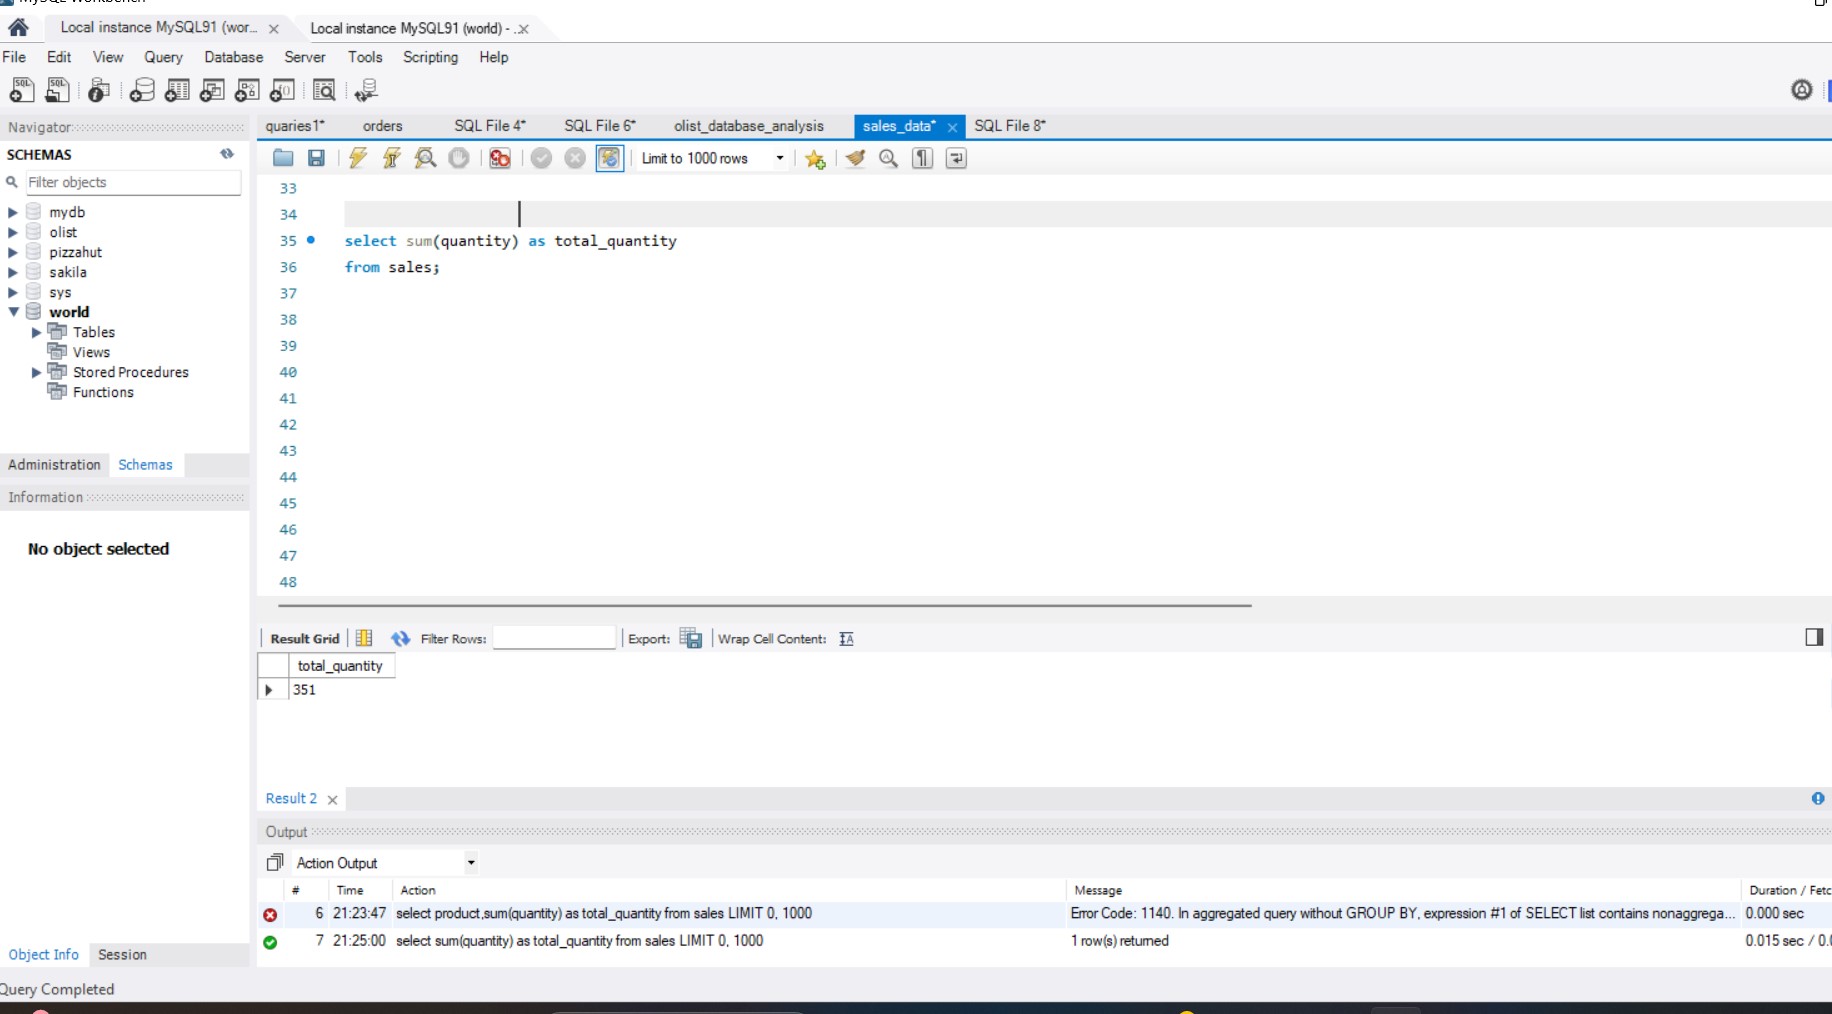 MySQL Workbench
Local instance MySQL91 (wor... Local instance MySQL91 (world) - ...
File Edit View Query Database Server Tools Scripting Help
Navigator
SCHEMAS
Filter objects
mydb
olist
pizzahut
sakila
sys
world
Tables
Views
Stored Procedures
Functions
Administration Schemas
Information
No object selected
Object Info Session
quaries1* orders SQL File 4* SQL File 6* olist_database_analysis sales_data* SQL File 8*
Limit to 1000 rows
33
34
35 select sum(quantity) as total_quantity
36 from sales;
37
38
39
40
41
42
43
44
45
46
47
48
Result Grid Filter Rows: Export: Wrap Cell Content:
total_quantity
351
Result 2
Output
Action Output
# Time Action Message Duration / Fetc
6 21:23:47 select product,sum(quantity) as total_quantity from sales LIMIT 0, 1000 Error Code: 1140. In aggregated query without GROUP BY, expression #1 of SELECT list contains nonaggrega... 0.000 sec
7 21:25:00 select sum(quantity) as total_quantity from sales LIMIT 0, 1000 1 row(s) returned 0.015 sec / 0.0
Query Completed